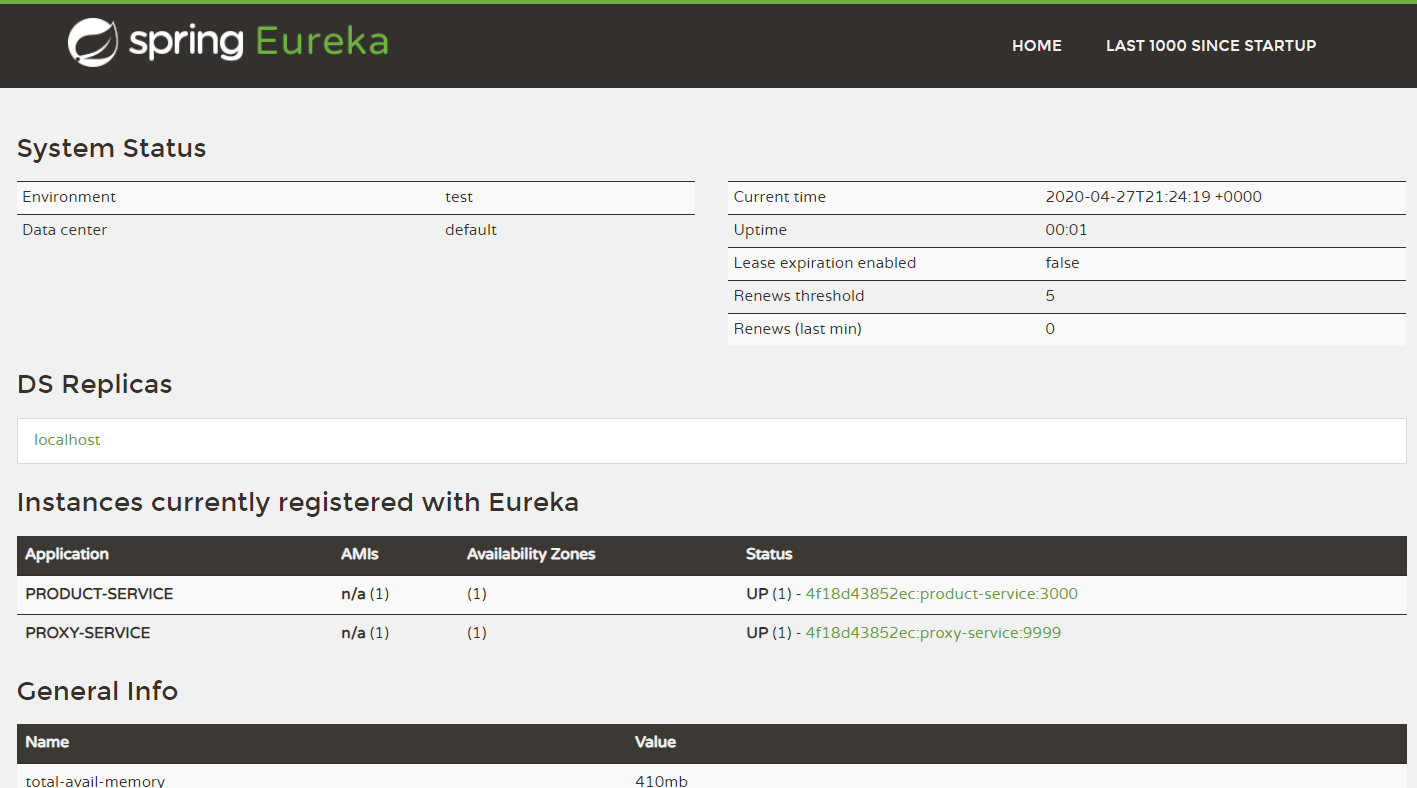 spring Eureka
HOME LAST 1000 SINCE STARTUP
System Status
Environment test
Data center default
Current time 2020-04-27T21:24:19 +0000
Uptime 00:01
Lease expiration enabled false
Renews threshold 5
Renews (last min) 0
DS Replicas
localhost
Instances currently registered with Eureka
Application AMIs Availability Zones Status
PRODUCT-SERVICE n/a (1) (1) UP (1) - 4f18d43852ec:product-service:3000
PROXY-SERVICE n/a (1) (1) UP (1) - 4f18d43852ec:proxy-service:9999
General Info
Name Value
total-avail-memory 410mb